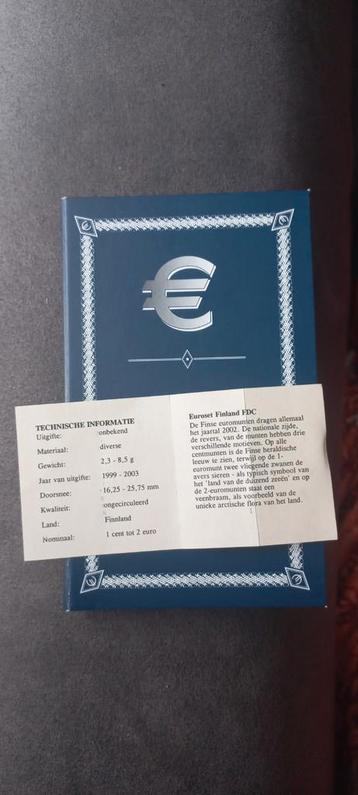 €
TECHNISCHE INFORMATIE
Uitgifte: onbekend
Materiaal: diverse
Gewicht: 2,3 - 8,5 g
Jaar van uitgifte: 1999 - 2003
Doorsnee: 16,25 - 25,75 mm
Kwaliteit: ongecirculeerd
Land: Finnland
Nominaal: 1 cent tot 2 euro
Euroset Finland FDC
De Finse euromunten dragen allemaal
het jaartal 2002. De nationale zijde,
de revers, van de munten hebben drie
verschillende motieven. Op alle
centmunten is de Finse heraldische
leeuw te zien, terwijl op de 1-
euromunt twee vliegende zwanen de
avers sieren - als typisch symbool van
het 'land van de duizend zeeën' en op
de 2-euromunten staat een
veenbraam, als voorbeeld van de
unieke arctische flora van het land.